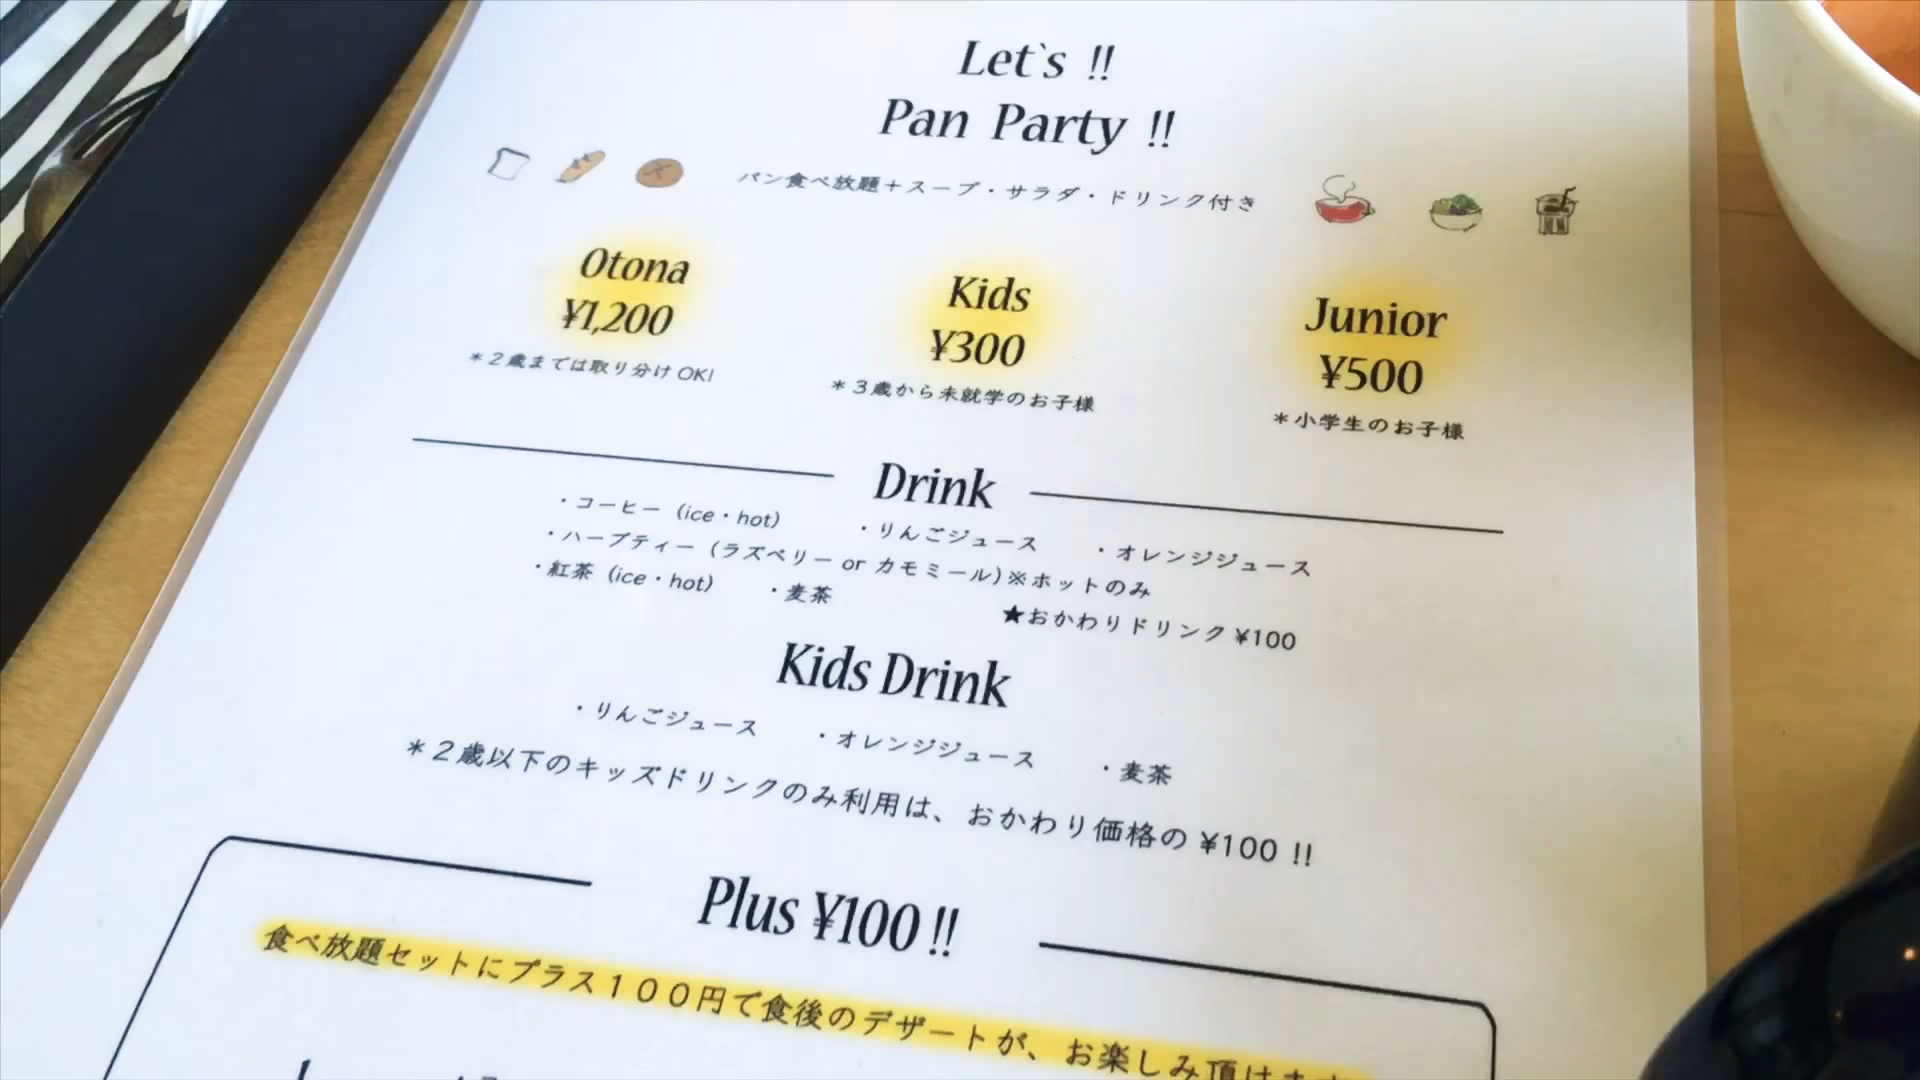 Let`s !!
Pan Party !!
パン食べ放題＋スープ・サラダ・ドリンク付き
Otona
¥1,200
＊２歳までは取り分け OK!
Kids
¥300
＊３歳から未就学のお子様
Junior
¥500
＊小学生のお子様
Drink
・コーヒー（ice・hot） ・りんごジュース ・オレンジジュース
・ハーブティー（ラズベリー or カモミール）※ホットのみ
・紅茶（ice・hot） ・麦茶
★おかわりドリンク ¥100
Kids Drink
・りんごジュース ・オレンジジュース ・麦茶
＊２歳以下のキッズドリンクのみ利用は、おかわり価格の ¥100 !!
Plus ¥100 !!
食べ放題セットにプラス１００円で食後のデザートが、お楽しみ頂けます